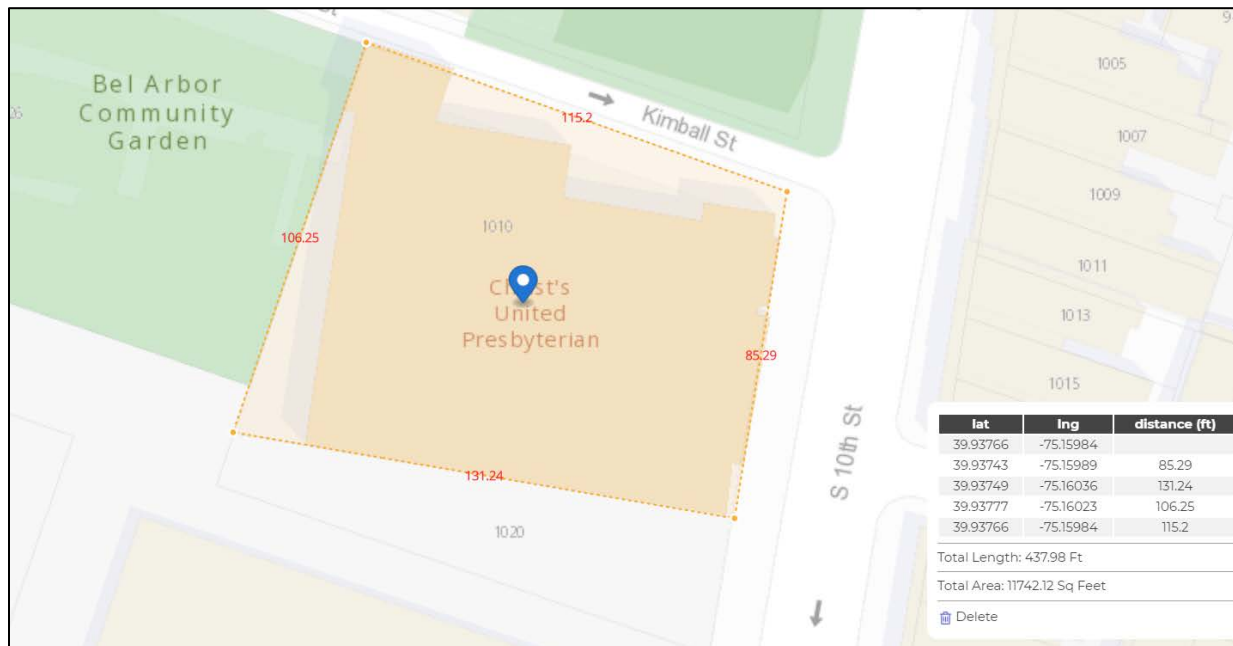 St
Bel Arbor
Community
Garden
Kimball St
115.2
1010
106.25
Christ's
United
Presbyterian
85.29
131.24
1020
S 10th St
1005
1007
1009
1011
1013
1015
lat lng distance (ft)
39.93766 -75.15984
39.93743 -75.15989 85.29
39.93749 -75.16036 131.24
39.93777 -75.16023 106.25
39.93766 -75.15984 115.2
Total Length: 437.98 Ft
Total Area: 11742.12 Sq Feet
Delete